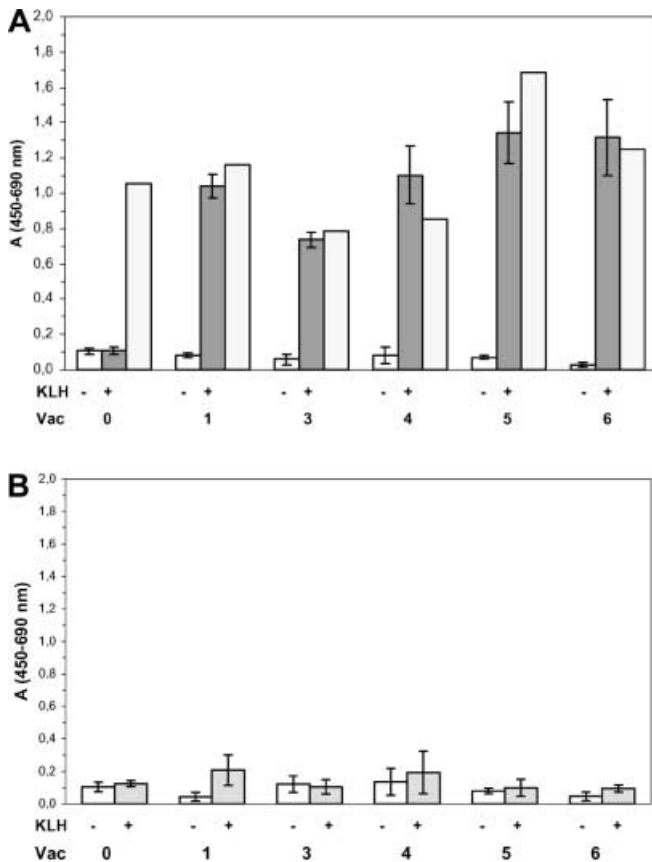 A
A (450-690 nm)
2,0
1,8
1,6
1,4
1,2
1,0
0,8
0,6
0,4
0,2
0,0
KLH - + - + - + - + - + - +
Vac 0 1 3 4 5 6
B
A (450-690 nm)
2,0
1,8
1,6
1,4
1,2
1,0
0,8
0,6
0,4
0,2
0,0
KLH - + - + - + - + - + - +
Vac 0 1 3 4 5 6